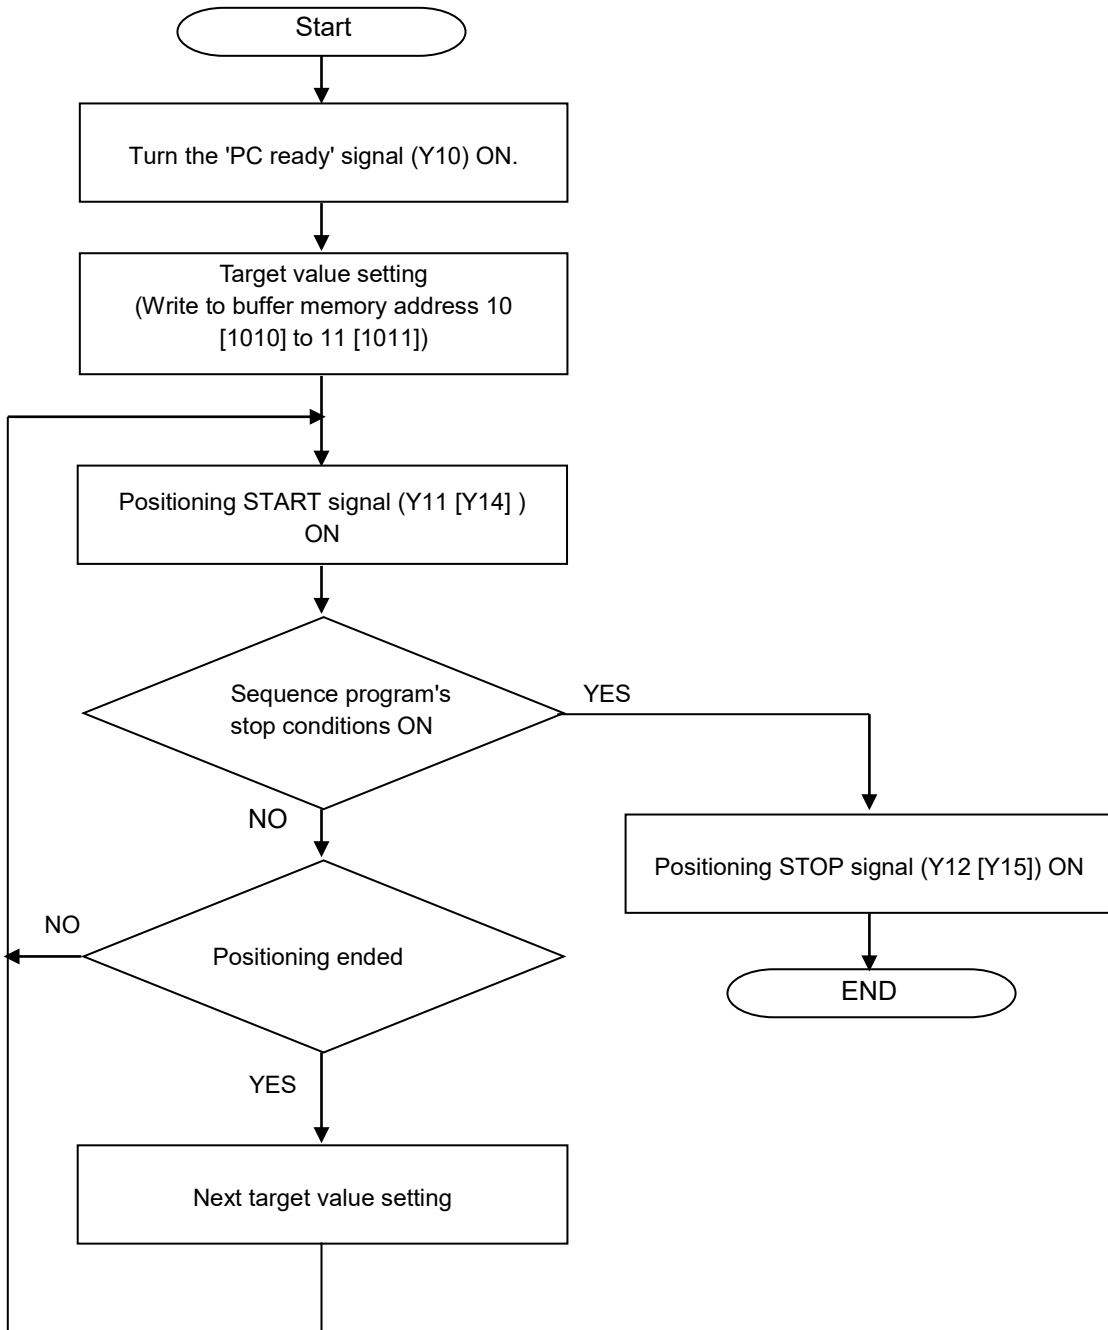 Start
Turn the 'PC ready' signal (Y10) ON.
Target value setting
(Write to buffer memory address 10
[1010] to 11 [1011])
Positioning START signal (Y11 [Y14] )
ON
Sequence program's
stop conditions ON
YES
NO
Positioning STOP signal (Y12 [Y15]) ON
NO
Positioning ended
END
YES
Next target value setting